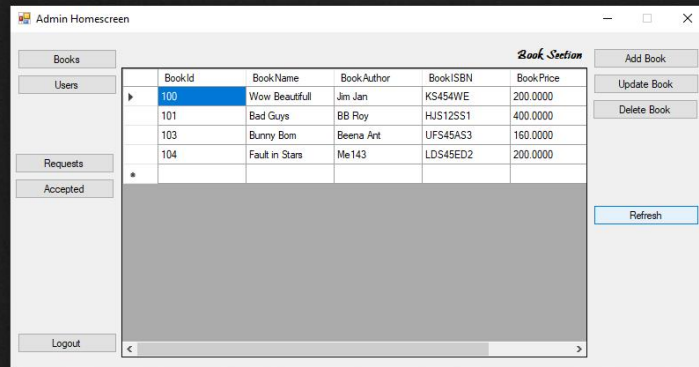 Admin Homescreen
Books
Users
Requests
Accepted
Logout
Book Section
BookId BookName BookAuthor BookISBN BookPrice
100 Wow Beautifull Jim Jan KS454WE 200.0000
101 Bad Guys BB Roy HJS12SS1 400.0000
103 Bunny Bom Beena Ant UFS45AS3 160.0000
104 Fault in Stars Me143 LDS45ED2 200.0000
Add Book
Update Book
Delete Book
Refresh